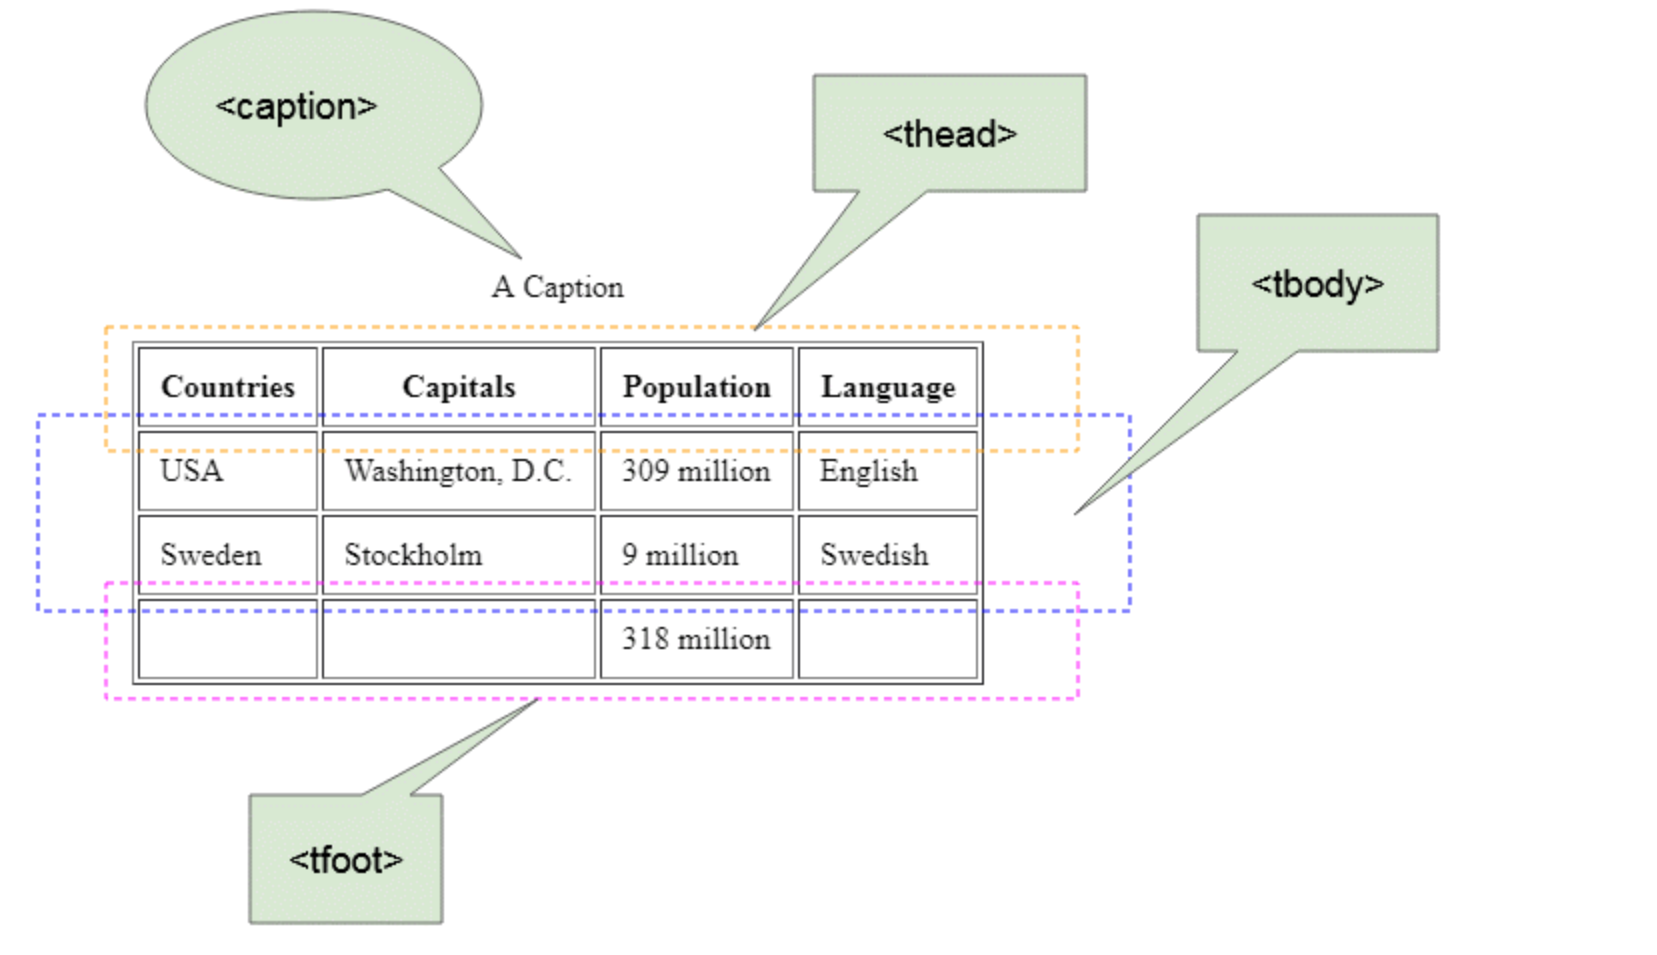 <caption>
<thead>
<tbody>
A Caption
Countries Capitals Population Language
USA Washington, D.C. 309 million English
Sweden Stockholm 9 million Swedish
318 million
<tfoot>